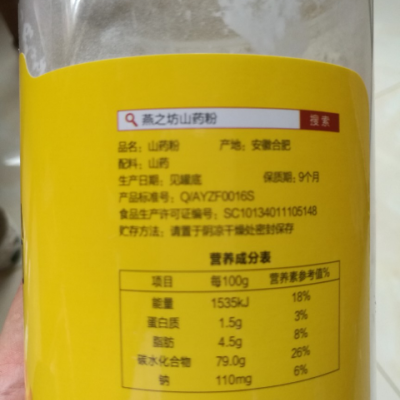 燕之坊山药粉 搜索
品名：山药粉 产地：安徽合肥
配料：山药
生产日期：见罐底 保质期：9个月
产品标准号：Q/AYZF0016S
食品生产许可证编号：SC10134011105148
贮存方法：请置于阴凉干燥处密封保存
营养成分表
项目 每100g 营养素参考值%
能量 1535kJ 18%
蛋白质 1.5g 3%
脂肪 4.5g 8%
碳水化合物 79.0g 26%
钠 110mg 6%